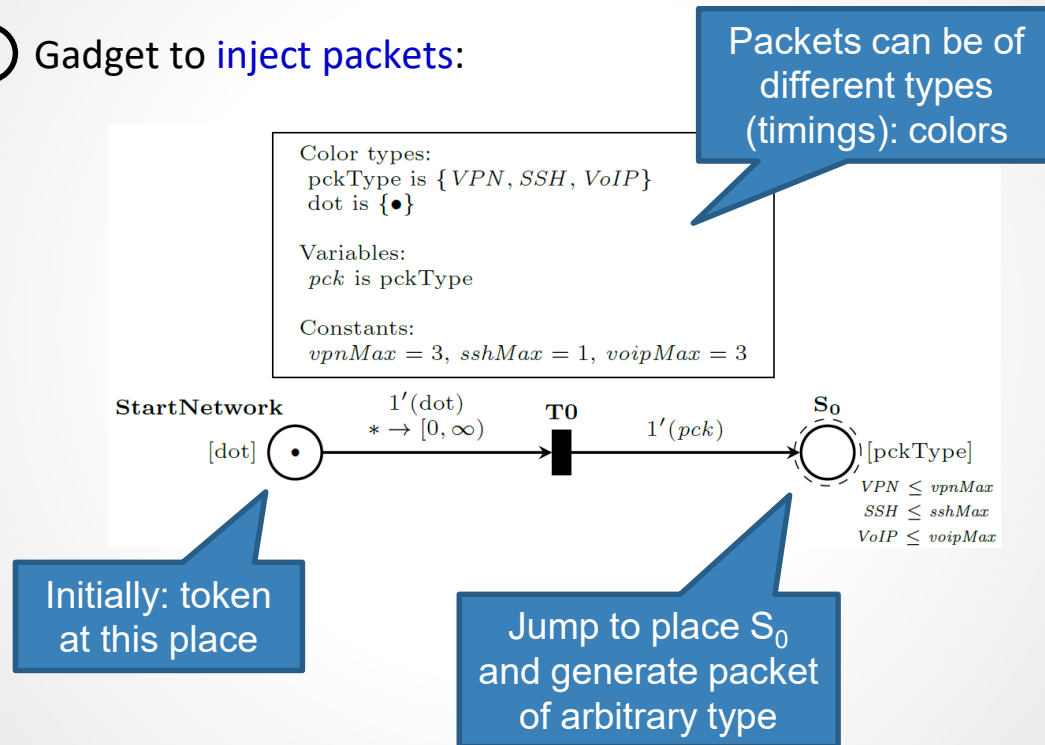 Gadget to inject packets:
Packets can be of
different types
(timings): colors
Color types:
pckType is {VPN, SSH, VoIP}
dot is {•}
Variables:
pck is pckType
Constants:
vpnMax = 3, sshMax = 1, voipMax = 3
StartNetwork
1′(dot)
* → [0, ∞)
T0
1′(pck)
S₀
[dot]
[pckType]
VPN ≤ vpnMax
SSH ≤ sshMax
VoIP ≤ voipMax
Initially: token
at this place
Jump to place S₀
and generate packet
of arbitrary type